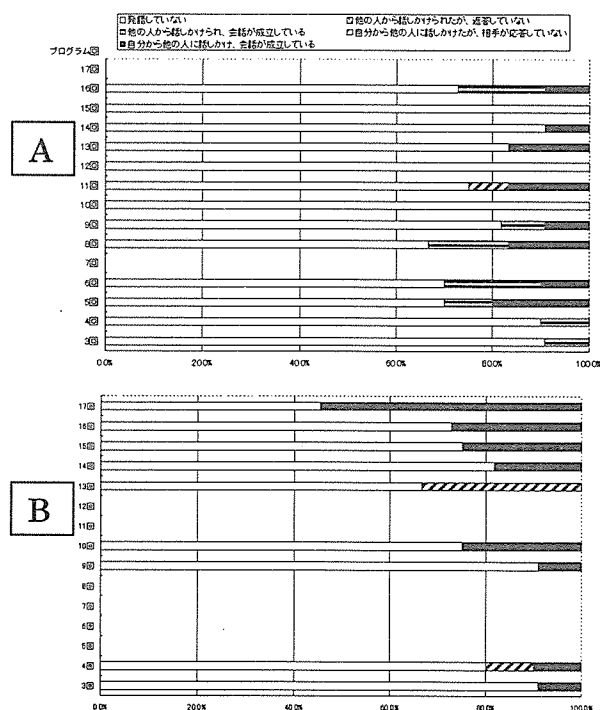 □発話していない
他の人から話しかけられたが、返答していない
他の人から話しかけられ、会話が成立している
□自分から他の人に話しかけたが、相手が応答していない
自分から他の人に話しかけ、会話が成立している
プログラム回
17回
16回
15回
14回
13回
12回
11回
10回
9回
8回
7回
6回
5回
4回
3回
A
0.0%
20.0%
40.0%
60.0%
80.0%
100.0%
17回
16回
15回
14回
13回
12回
11回
10回
9回
8回
7回
6回
5回
4回
3回
B
0.0%
20.0%
40.0%
60.0%
80.0%
100.0%